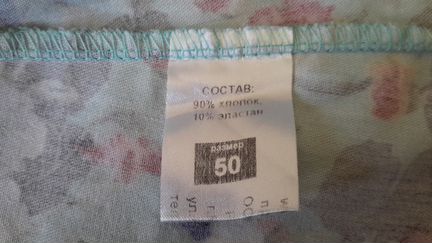 СОСТАВ:
90% хлопок,
10% эластан
размер
50